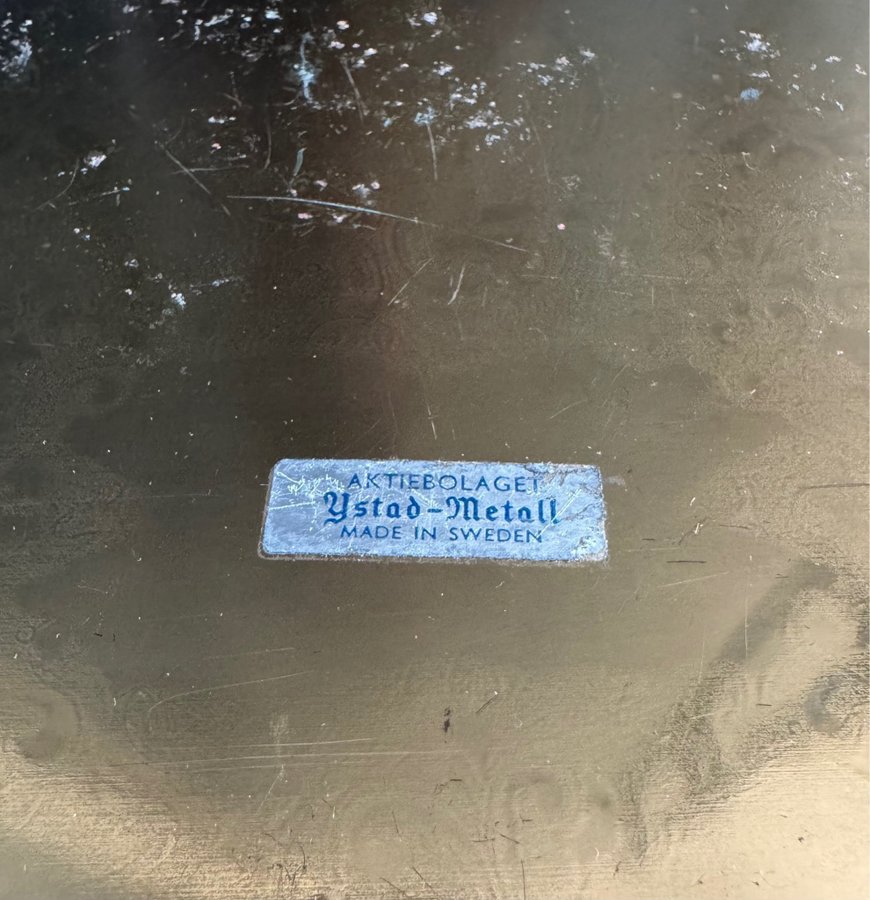 AKTIEBOLAGET
Ystad-Metall
MADE IN SWEDEN